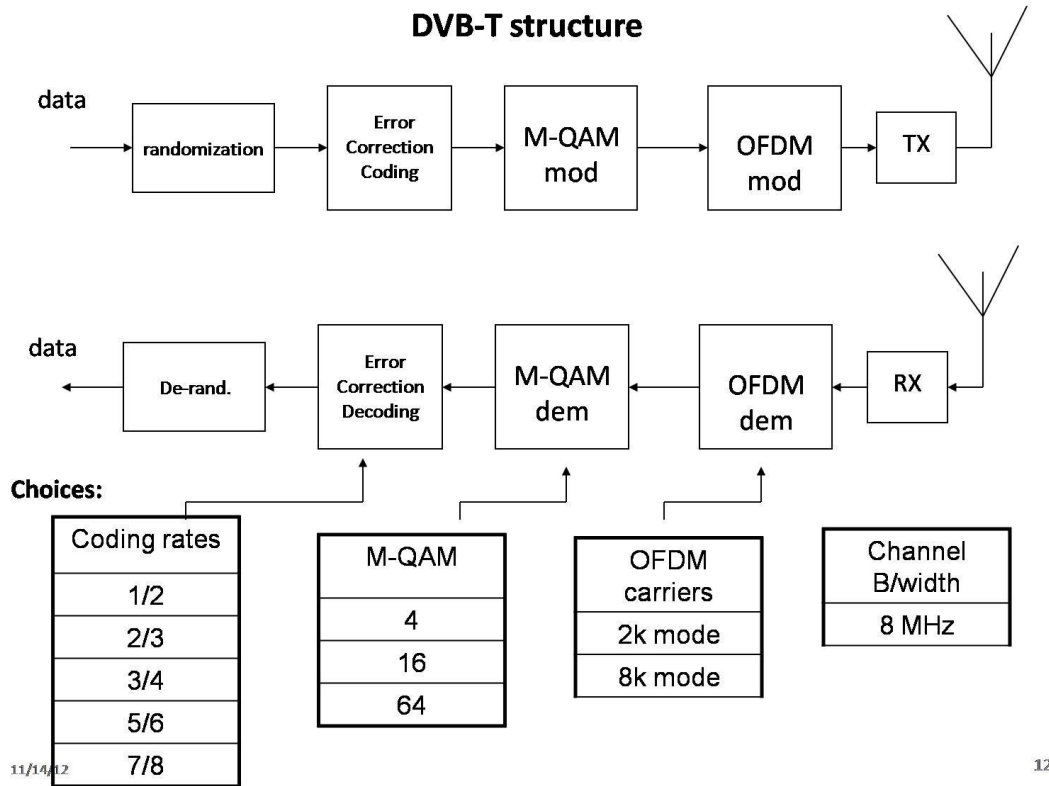 DVB-T structure
data
randomization
Error
Correction
Coding
M-QAM
mod
OFDM
mod
TX
data
De-rand.
Error
Correction
Decoding
M-QAM
dem
OFDM
dem
RX
Choices:
Coding rates
1/2
2/3
3/4
5/6
7/8
M-QAM
4
16
64
OFDM
carriers
2k mode
8k mode
Channel
B/width
8 MHz
11/14/12
12